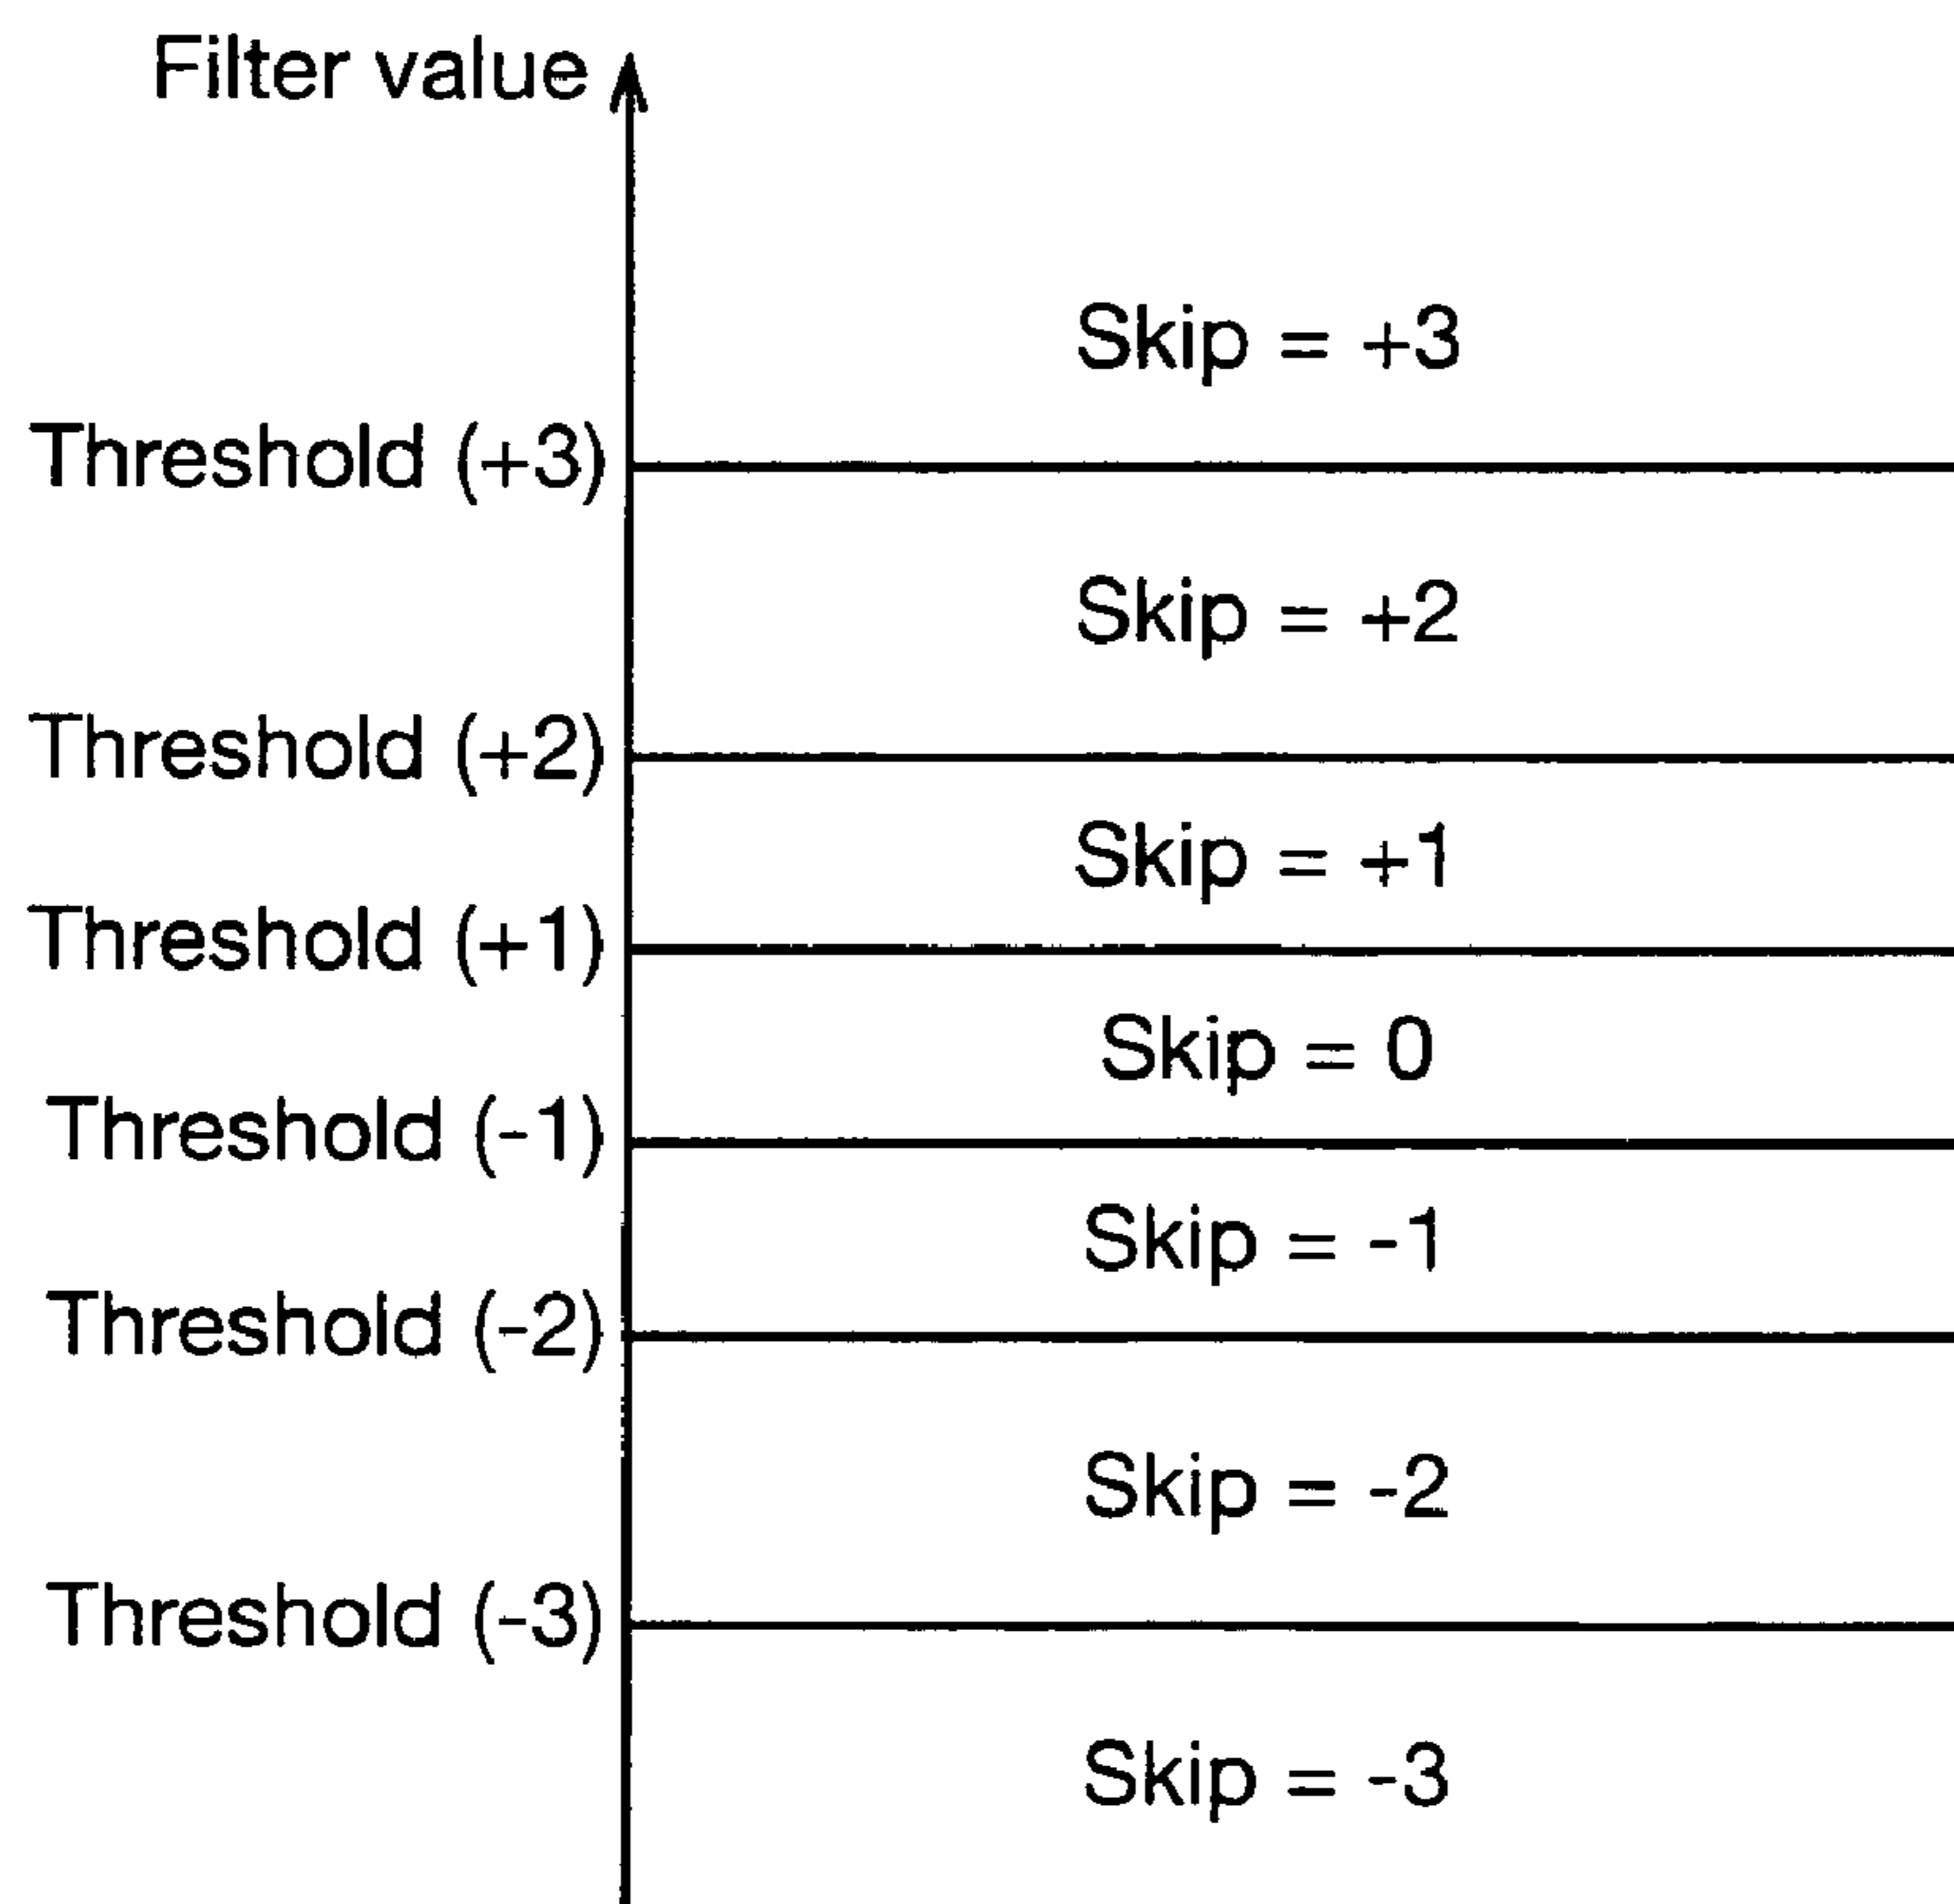 Filter value
Skip = +3
Threshold (+3)
Skip = +2
Threshold (+2)
Skip = +1
Threshold (+1)
Skip = 0
Threshold (-1)
Skip = -1
Threshold (-2)
Skip = -2
Threshold (-3)
Skip = -3